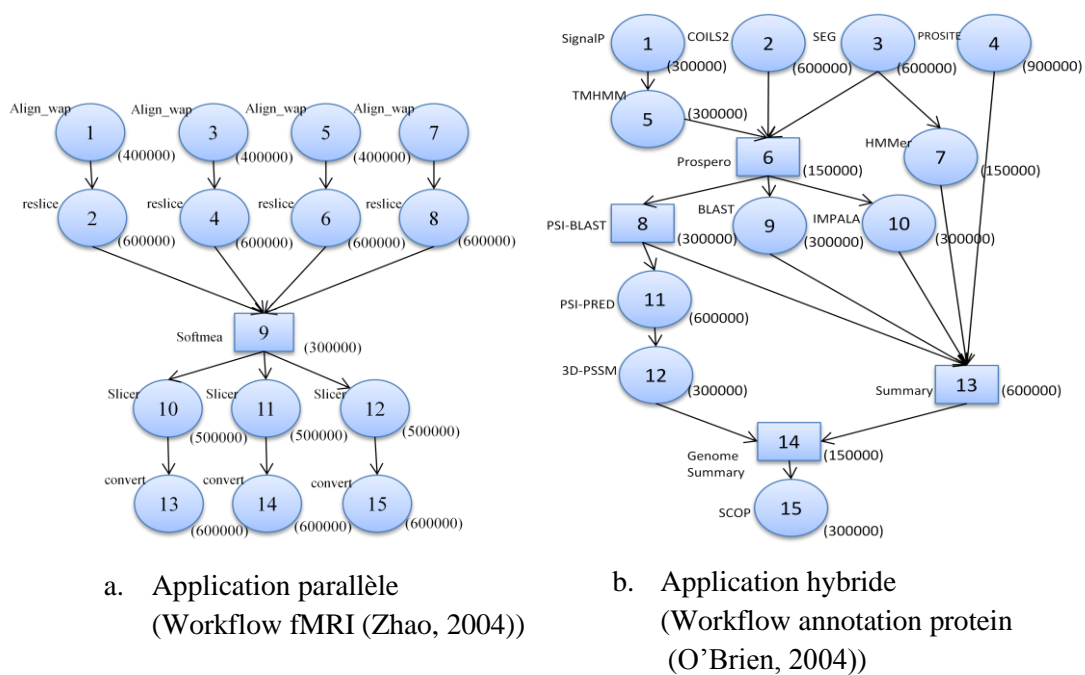 Align_wap
1
(400000)
Align_wap
3
(400000)
Align_wap
5
(400000)
Align_wap
7
reslice
2
(600000)
reslice
4
(600000)
reslice
6
(600000)
reslice
8
(600000)
Softmea
9
(300000)
Slicer
10
(500000)
Slicer
11
(500000)
Slicer
12
(500000)
convert
13
(600000)
convert
14
(600000)
convert
15
(600000)
a. Application parallèle
(Workflow fMRI (Zhao, 2004))
SignalP
1
(300000)
COILS2
2
(600000)
SEG
3
(600000)
PROSITE
4
(900000)
TMHMM
5
(300000)
Prospero
6
(150000)
HMMer
7
(150000)
PSI-BLAST
8
(300000)
BLAST
9
(300000)
IMPALA
10
(300000)
PSI-PRED
11
(600000)
3D-PSSM
12
(300000)
Summary
13
(600000)
Genome
Summary
14
(150000)
SCOP
15
(300000)
b. Application hybride
(Workflow annotation protein
(O’Brien, 2004))